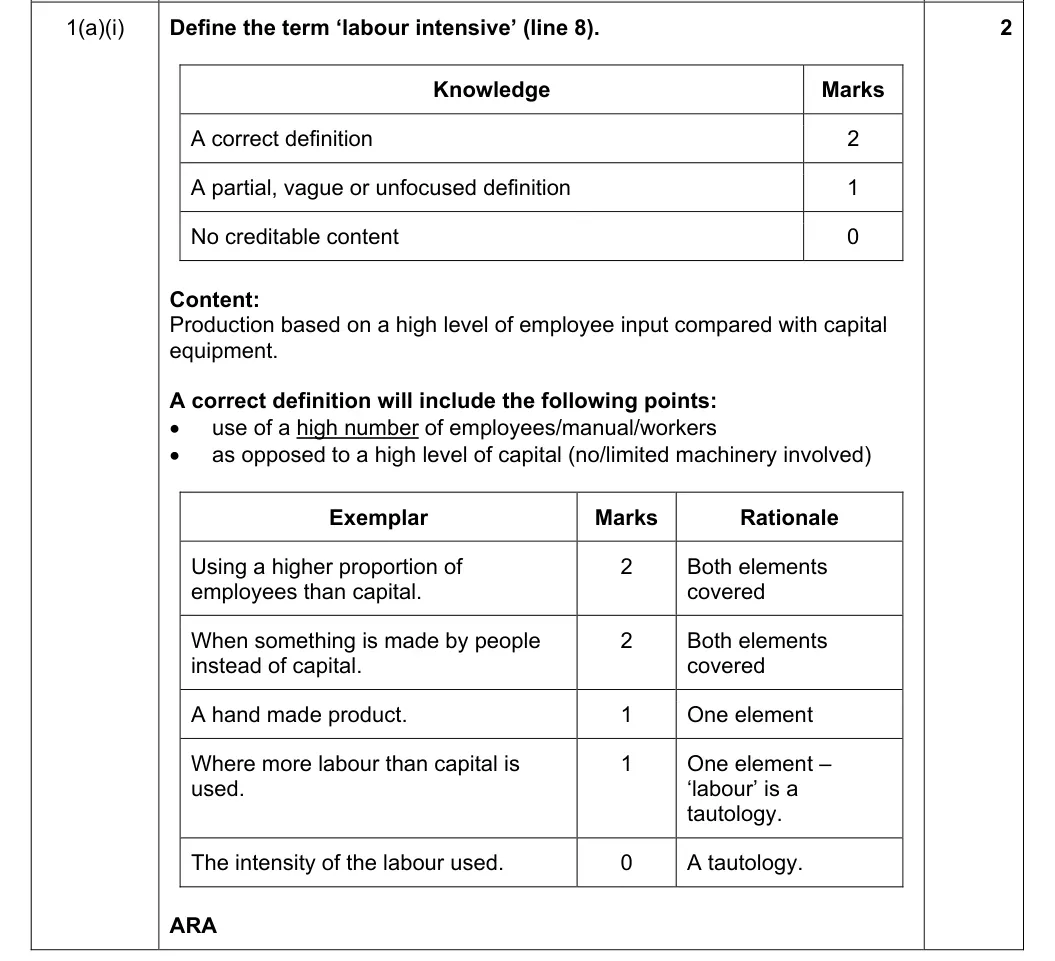 1(a)(i)
Define the term ‘labour intensive’ (line 8).
2
Knowledge
Marks
A correct definition
2
A partial, vague or unfocused definition
1
No creditable content
0
Content:
Production based on a high level of employee input compared with capital
equipment.
A correct definition will include the following points:
• use of a high number of employees/manual/workers
• as opposed to a high level of capital (no/limited machinery involved)
Exemplar
Marks
Rationale
Using a higher proportion of
employees than capital.
2
Both elements
covered
When something is made by people
instead of capital.
2
Both elements
covered
A hand made product.
1
One element
Where more labour than capital is
used.
1
One element –
‘labour’ is a
tautology.
The intensity of the labour used.
0
A tautology.
ARA